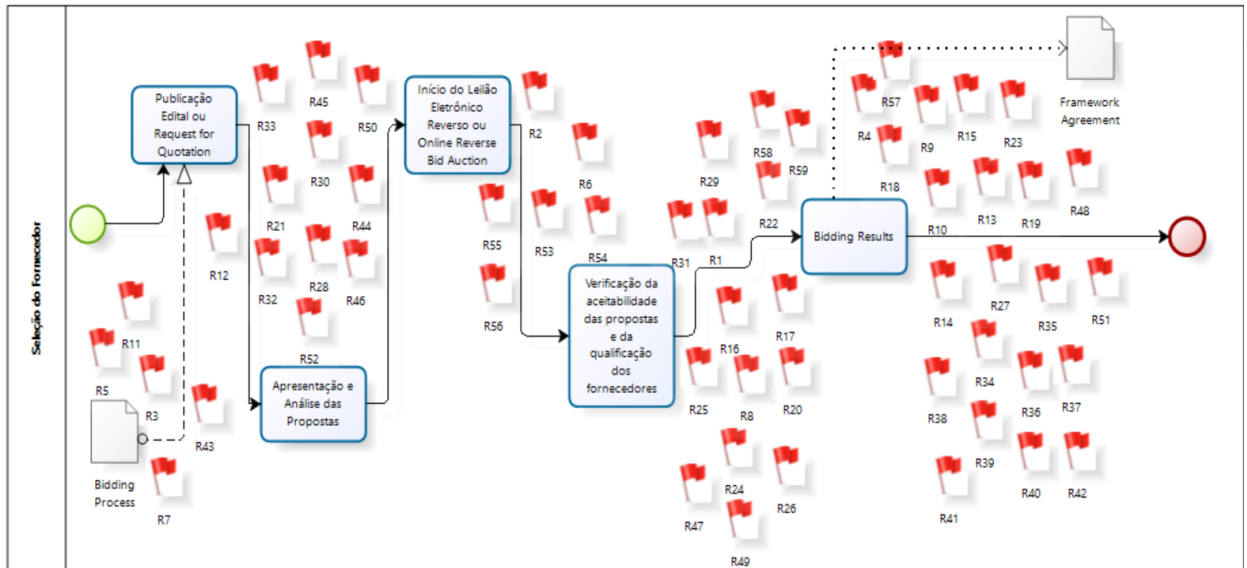 Seleção do Fornecedor
Publicação
Edital ou
Request for
Quotation
Início do Leilão
Eletrônico
Reverso ou
Online Reverse
Bid Auction
Framework
Agreement
R33
R45
R50
R2
R57
R4
R9
R15
R23
R30
R6
R58
R29
R59
R18
R21
R44
R55
R53
R54
R22
Bidding Results
R10
R13
R19
R48
R12
R31
R1
R32
R28
R46
R56
Verificação da
aceitabilidade
das propostas
e da
qualificação
dos
fornecedores
R14
R27
R35
R51
R11
R52
R16
R17
R5
R3
Apresentação e
Análise das
Propostas
R25
R8
R20
R34
R38
R36
R37
R43
Bidding
Process
R7
R39
R24
R47
R26
R49
R40
R42
R41